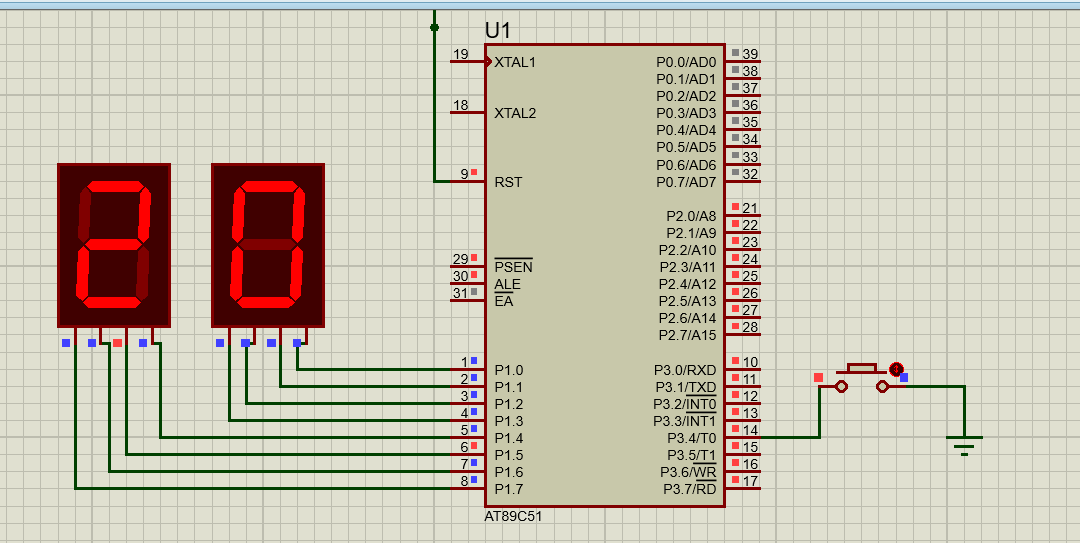 U1
19 XTAL1 P0.0/AD0 39
P0.1/AD1 38
P0.2/AD2 37
18 XTAL2 P0.3/AD3 36
P0.4/AD4 35
P0.5/AD5 34
P0.6/AD6 33
9 RST P0.7/AD7 32
P2.0/A8 21
P2.1/A9 22
P2.2/A10 23
29 PSEN P2.3/A11 24
30 ALE P2.4/A12 25
31 EA P2.5/A13 26
P2.6/A14 27
P2.7/A15 28
20
1 P1.0 P3.0/RXD 10
2 P1.1 P3.1/TXD 11
3 P1.2 P3.2/INT0 12
4 P1.3 P3.3/INT1 13
5 P1.4 P3.4/T0 14
6 P1.5 P3.5/T1 15
7 P1.6 P3.6/WR 16
8 P1.7 P3.7/RD 17
AT89C51